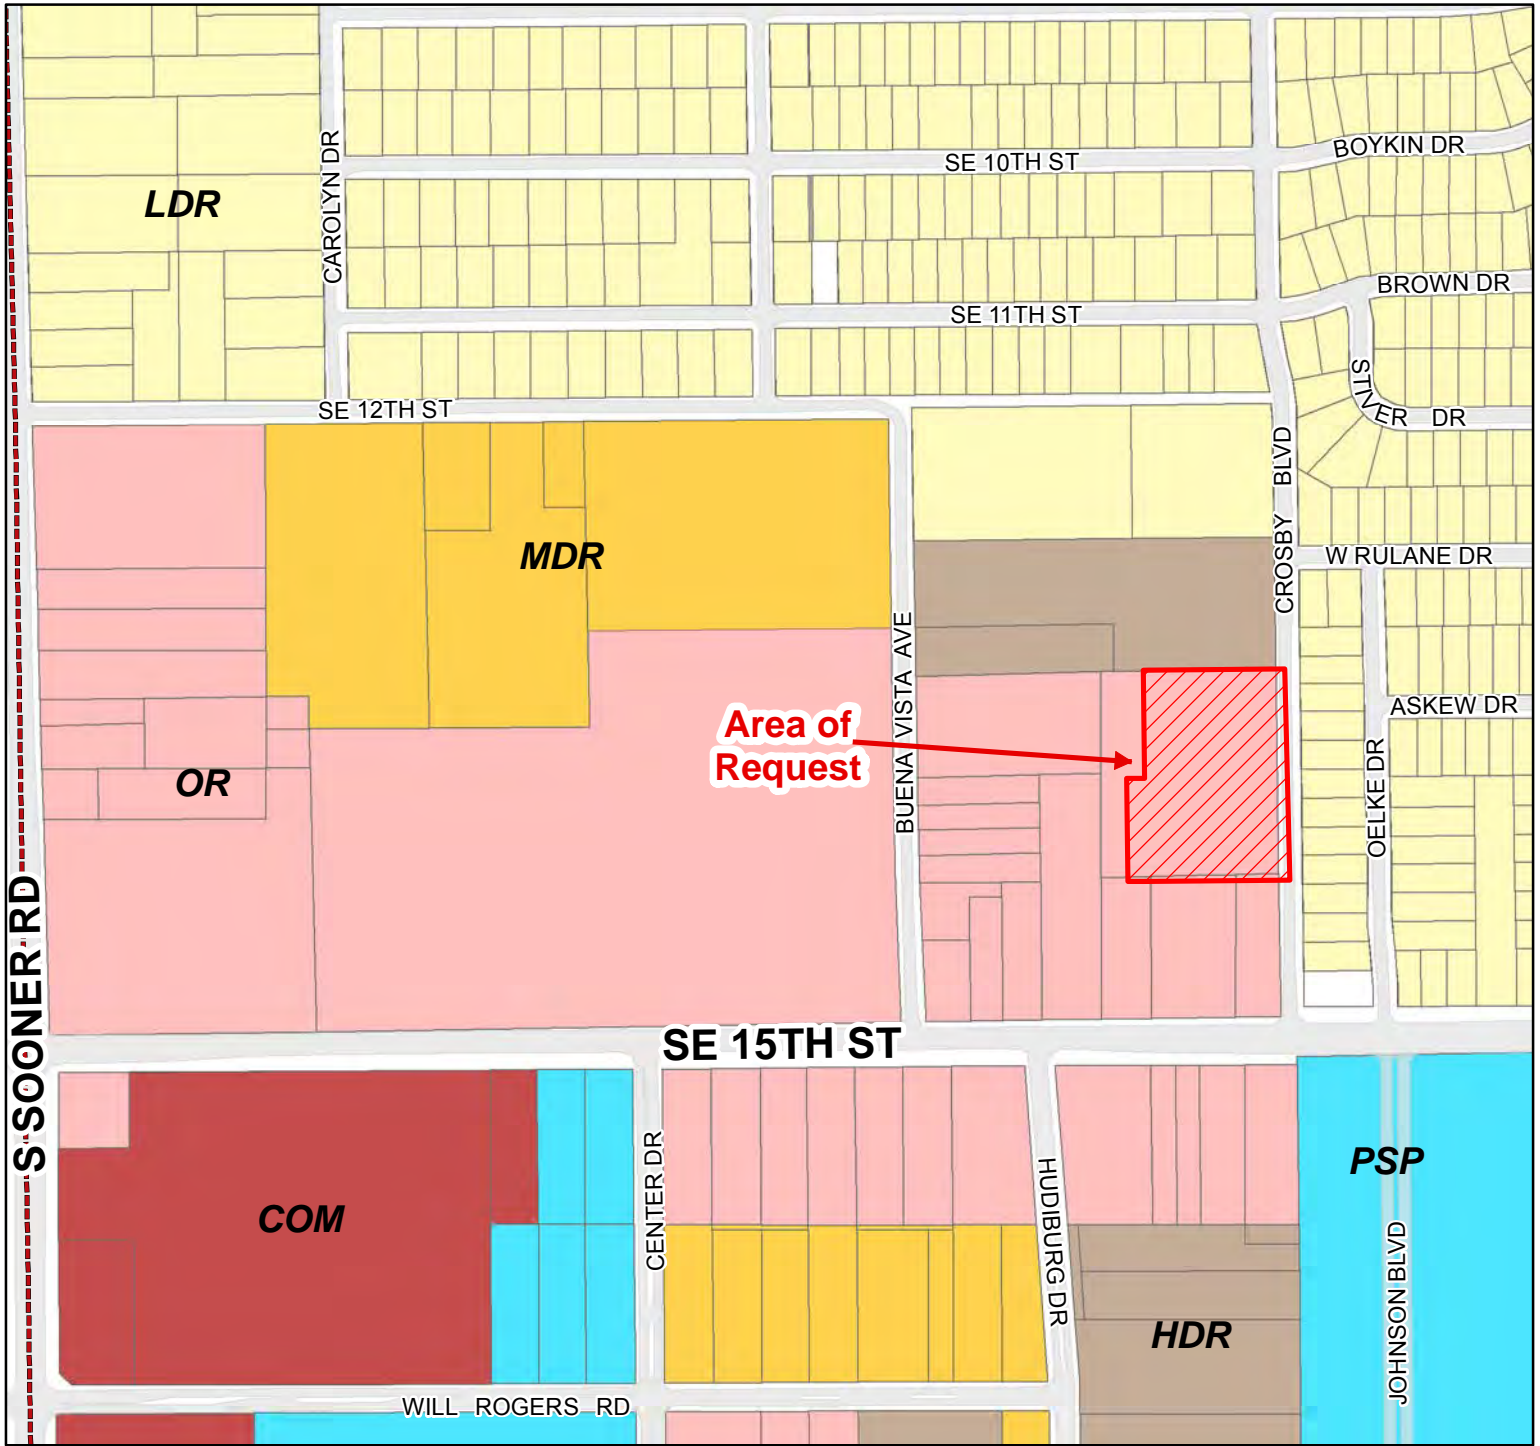 SE 10TH ST
BOYKIN DR
CAROLYN DR
LDR
BROWN DR
SE 11TH ST
STIVER DR
SE 12TH ST
CROSBY BLVD
MDR
W RULANE DR
BUENA VISTA AVE
ASKEW DR
Area of
Request
OELKE DR
OR
S SOONER RD
SE 15TH ST
CENTER DR
HUDIBURG DR
PSP
COM
JOHNSON BLVD
HDR
WILL ROGERS RD